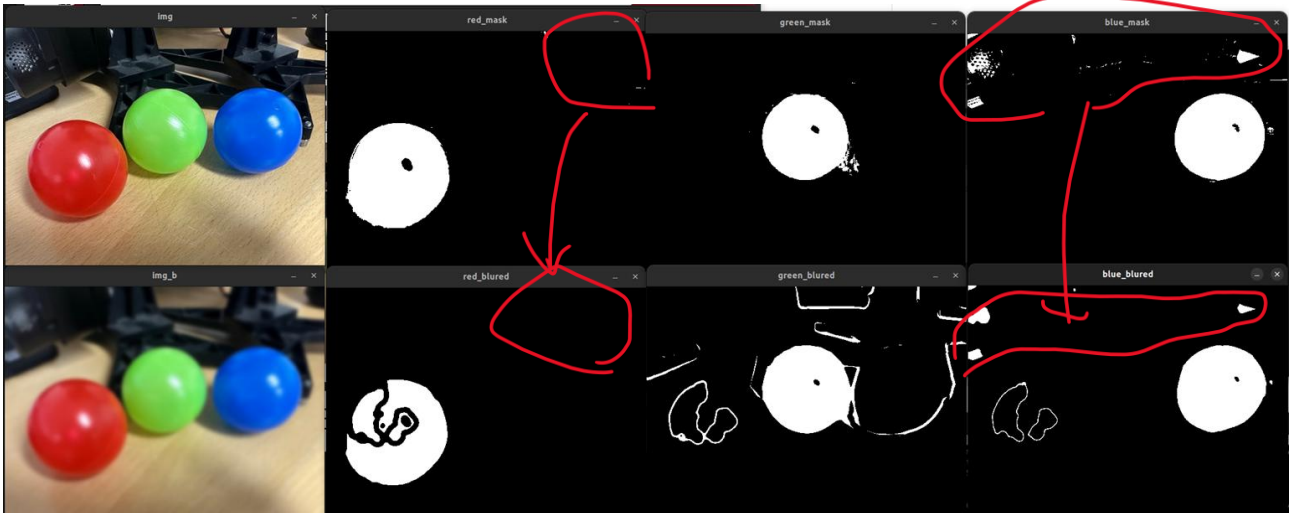 img
red_mask
green_mask
blue_mask
img_b
red_blured
green_blured
blue_blured